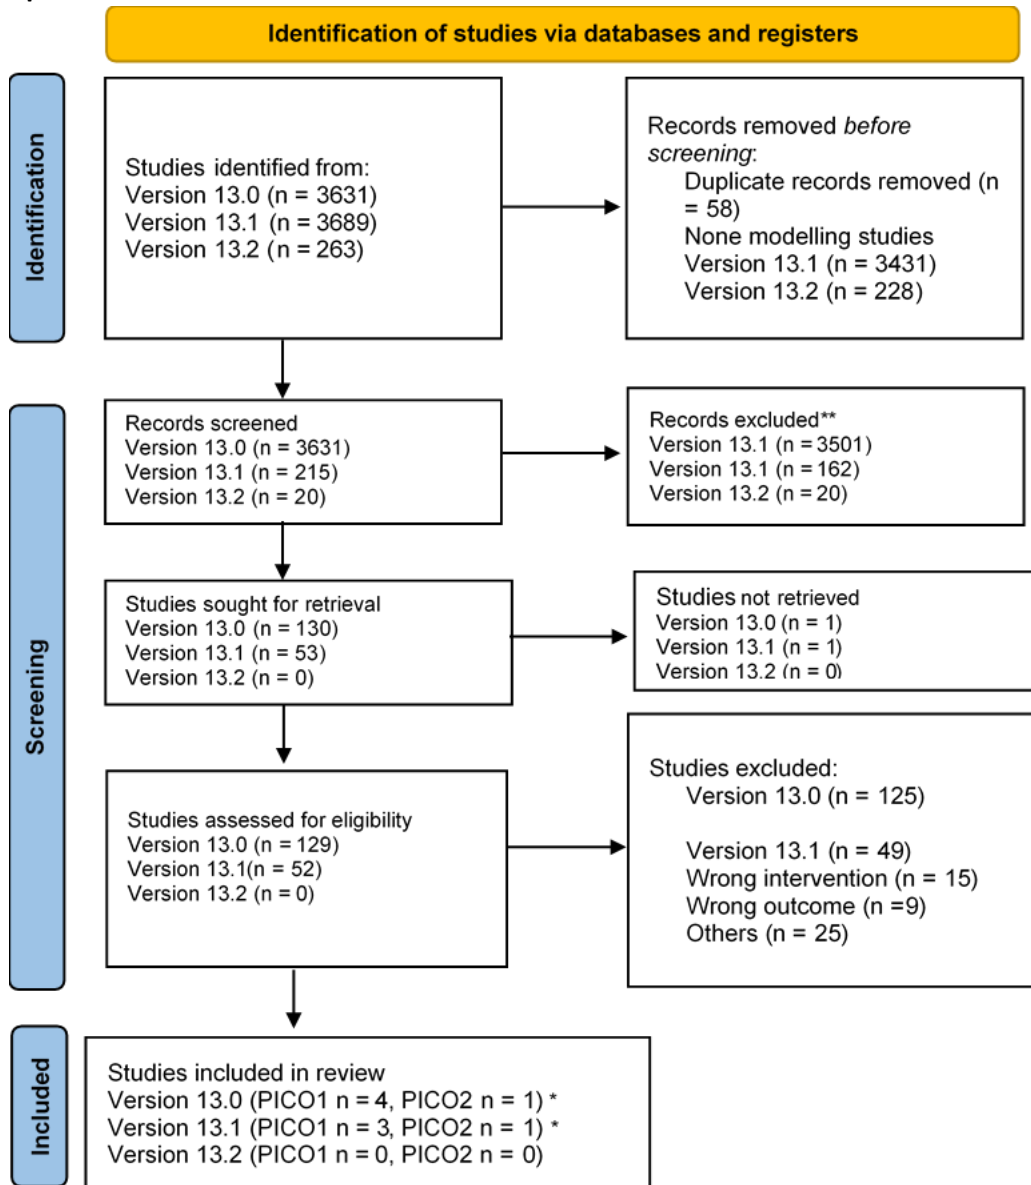 Identification of studies via databases and registers
Identification
Studies identified from:
Version 13.0 (n = 3631)
Version 13.1 (n = 3689)
Version 13.2 (n = 263)
Records removed before
screening:
Duplicate records removed (n
= 58)
None modelling studies
Version 13.1 (n = 3431)
Version 13.2 (n = 228)
Screening
Records screened
Version 13.0 (n = 3631)
Version 13.1 (n = 215)
Version 13.2 (n = 20)
Records excluded**
Version 13.1 (n = 3501)
Version 13.1 (n = 162)
Version 13.2 (n = 20)
Studies sought for retrieval
Version 13.0 (n = 130)
Version 13.1 (n = 53)
Version 13.2 (n = 0)
Studies not retrieved
Version 13.0 (n = 1)
Version 13.1 (n = 1)
Version 13.2 (n = 0)
Studies assessed for eligibility
Version 13.0 (n = 129)
Version 13.1(n = 52)
Version 13.2 (n = 0)
Studies excluded:
Version 13.0 (n = 125)
Version 13.1 (n = 49)
Wrong intervention (n = 15)
Wrong outcome (n =9)
Others (n = 25)
Included
Studies included in review
Version 13.0 (PICO1 n = 4, PICO2 n = 1) *
Version 13.1 (PICO1 n = 3, PICO2 n = 1) *
Version 13.2 (PICO1 n = 0, PICO2 n = 0)